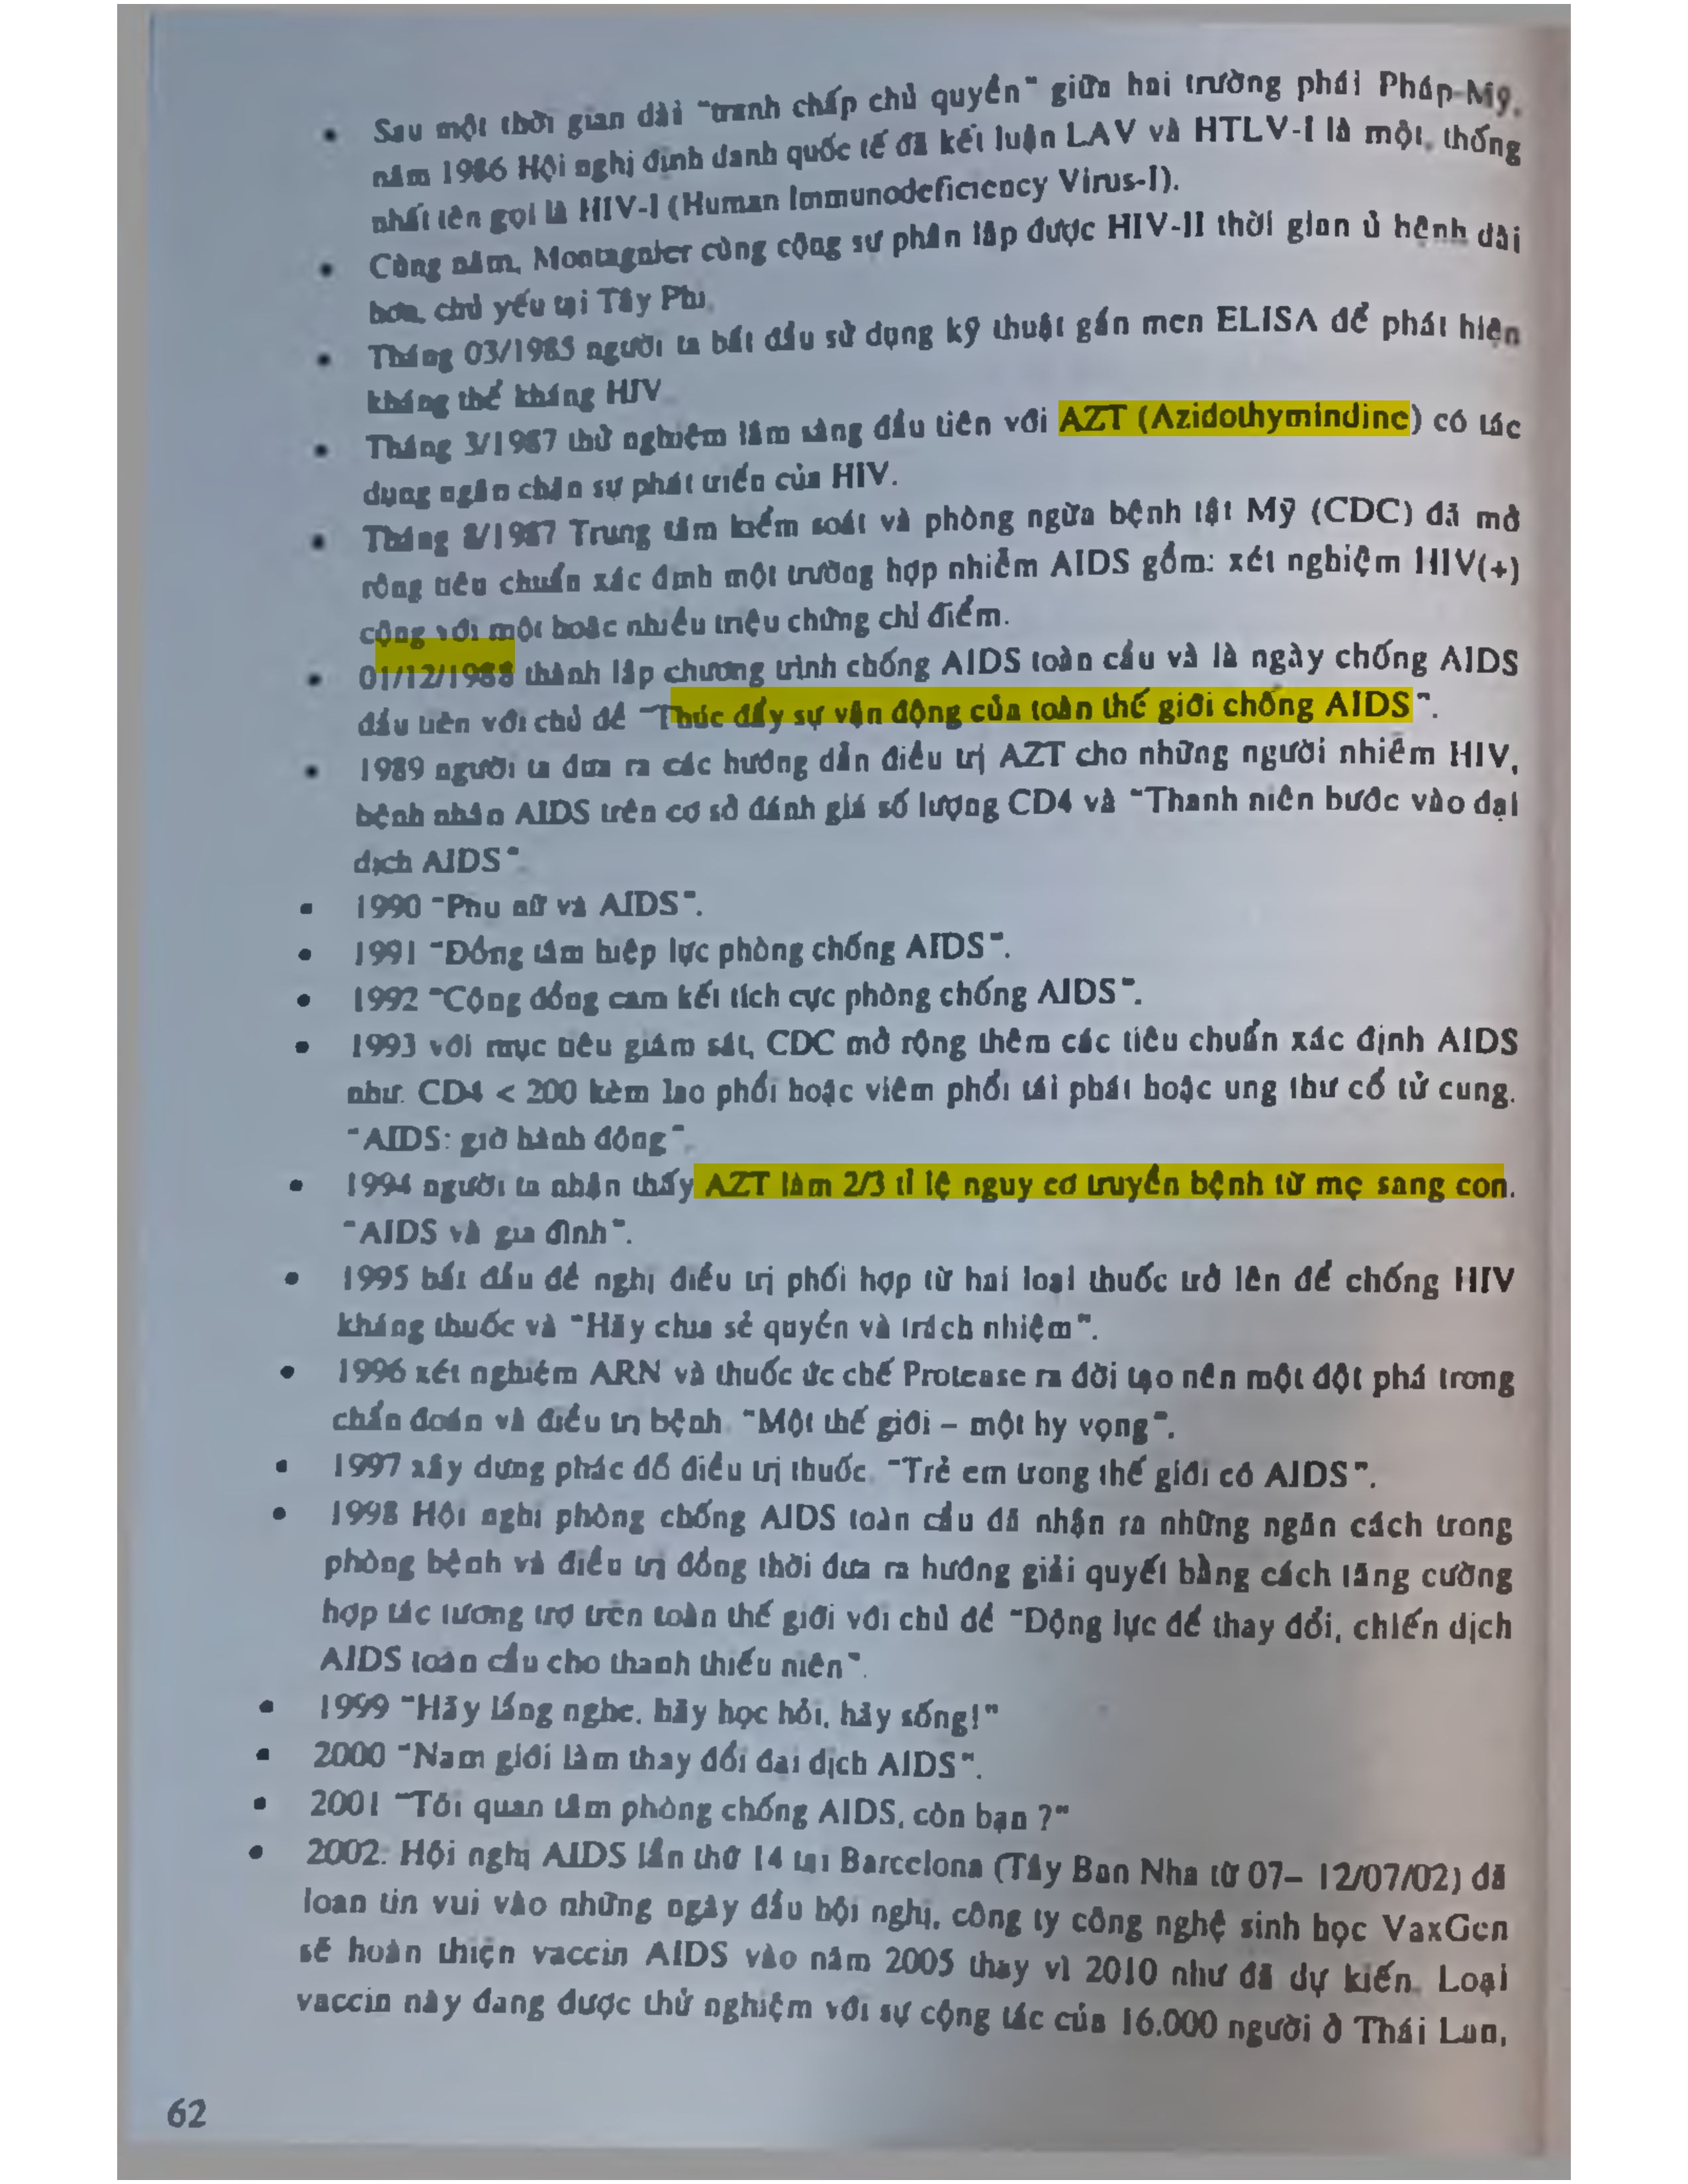 • Sau một thời gian dài "tranh chấp chủ quyền" giữa hai trường phái Pháp-Mỹ,
năm 1986 Hội nghị định danh quốc tế đã kết luận LAV và HTLV-I là một, thống
nhất tên gọi là HIV-I (Human Immunodeficiency Virus-I).
• Cùng năm, Montagnier cùng cộng sự phân lập được HIV-II thời gian ủ bệnh dài
hơn, chủ yếu tại Tây Phi.
• Tháng 03/1985 người ta bắt đầu sử dụng kỹ thuật gắn men ELISA để phát hiện
kháng thể kháng HIV.
• Tháng 3/1987 thử nghiệm lâm sàng đầu tiên với AZT (Azidothymindine) có tác
dụng ngăn chặn sự phát triển của HIV.
• Tháng 8/1987 Trung tâm kiểm soát và phòng ngừa bệnh tật Mỹ (CDC) đã mở
rộng tiêu chuẩn xác định một trường hợp nhiễm AIDS gồm: xét nghiệm HIV(+)
cộng với một hoặc nhiều triệu chứng chỉ điểm.
• 01/12/1988 thành lập chương trình chống AIDS toàn cầu và là ngày chống AIDS
đầu tiên với chủ đề "Thúc đẩy sự vận động của toàn thế giới chống AIDS".
• 1989 người ta đưa ra các hướng dẫn điều trị AZT cho những người nhiễm HIV,
bệnh nhân AIDS trên cơ sở đánh giá số lượng CD4 và "Thanh niên bước vào đại
dịch AIDS".
• 1990 "Phụ nữ và AIDS".
• 1991 "Đồng tâm hiệp lực phòng chống AIDS".
• 1992 "Cộng đồng cam kết tích cực phòng chống AIDS".
• 1993 với mục tiêu giám sát, CDC mở rộng thêm các tiêu chuẩn xác định AIDS
như: CD4 < 200 kèm lao phổi hoặc viêm phổi tái phát hoặc ung thư cổ tử cung.
"AIDS: giờ hành động".
• 1994 người ta nhận thấy AZT làm 2/3 tỉ lệ nguy cơ truyền bệnh từ mẹ sang con.
"AIDS và gia đình".
• 1995 bắt đầu đề nghị điều trị phối hợp từ hai loại thuốc trở lên để chống HIV
kháng thuốc và "Hãy chia sẻ quyền và trách nhiệm".
• 1996 xét nghiệm ARN và thuốc ức chế Protease ra đời tạo nên một đột phá trong
chẩn đoán và điều trị bệnh. "Một thế giới – một hy vọng".
• 1997 xây dựng phác đồ điều trị thuốc. "Trẻ em trong thế giới có AIDS".
• 1998 Hội nghị phòng chống AIDS toàn cầu đã nhận ra những ngăn cách trong
phòng bệnh và điều trị đồng thời đưa ra hướng giải quyết bằng cách tăng cường
hợp tác tương trợ trên toàn thế giới với chủ đề "Động lực để thay đổi, chiến dịch
AIDS toàn cầu cho thanh thiếu niên".
• 1999 "Hãy lắng nghe, hãy học hỏi, hãy sống!"
• 2000 "Nam giới làm thay đổi đại dịch AIDS".
• 2001 "Tôi quan tâm phòng chống AIDS, còn bạn ?"
• 2002: Hội nghị AIDS lần thứ 14 tại Barcelona (Tây Ban Nha từ 07– 12/07/02) đã
loan tin vui vào những ngày đầu hội nghị, công ty công nghệ sinh học VaxGen
sẽ hoàn thiện vaccin AIDS vào năm 2005 thay vì 2010 như đã dự kiến. Loại
vaccin này đang được thử nghiệm với sự cộng tác của 16.000 người ở Thái Lan,
62